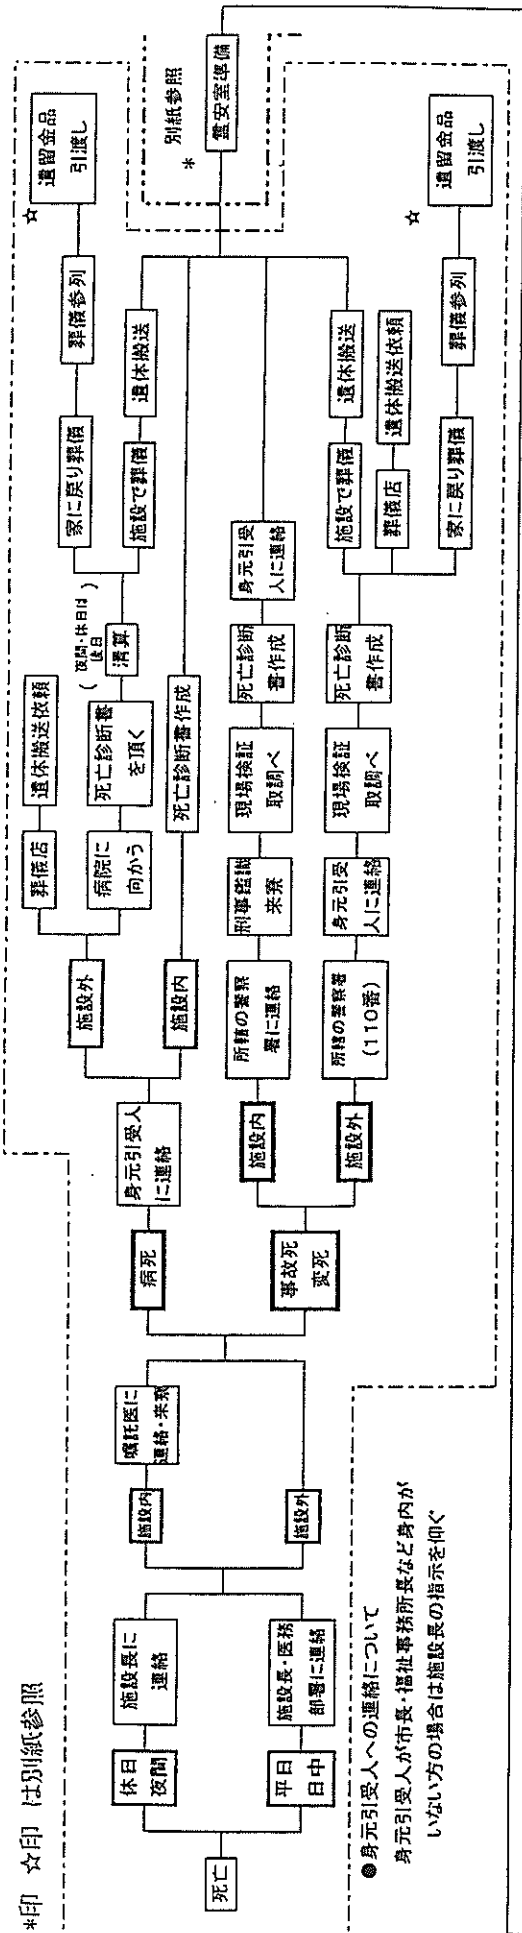 *印 ☆印 は別紙参照
死亡
休日
夜間
施設長に
連絡
平日
日中
施設長・医務
部署に連絡
施設内
嘱託医に
連絡・来寮
施設外
病死
身元引受人
に連絡
施設外
葬儀店
遺体搬送依頼
病院に
向かう
死亡診断書
を頂く
(夜間・休日は
後日)
清算
家に戻り葬儀
葬儀参列
☆
遺留金品
引渡し
施設で葬儀
遺体搬送
施設内
死亡診断書作成
事故死
変死
施設内
所轄の警察
署に連絡
刑事鑑識
来寮
現場検証
取調べ
死亡診断
書作成
身元引受
人に連絡
施設外
所轄の警察署
(110番)
身元引受
人に連絡
現場検証
取調べ
死亡診断
書作成
施設で葬儀
遺体搬送
葬儀店
遺体搬送依頼
家に戻り葬儀
葬儀参列
☆
遺留金品
引渡し
別紙参照
*
霊安室準備
●身元引受人への連絡について
身元引受人が市長・福祉事務所長など身内が
いない方の場合は施設長の指示を仰ぐ